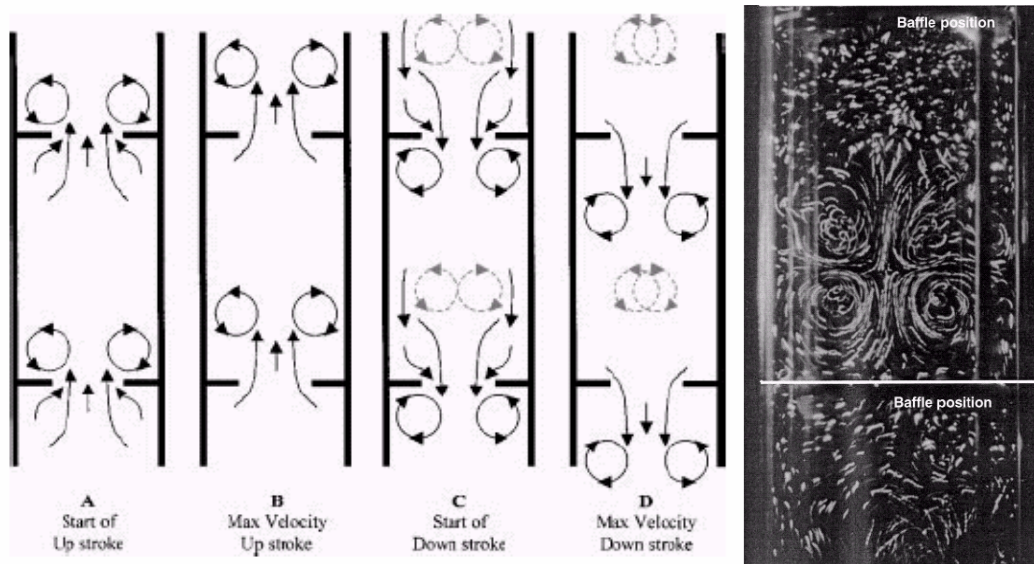 A
Start of
Up stroke
B
Max Velocity
Up stroke
C
Start of
Down stroke
D
Max Velocity
Down stroke
Baffle position
Baffle position